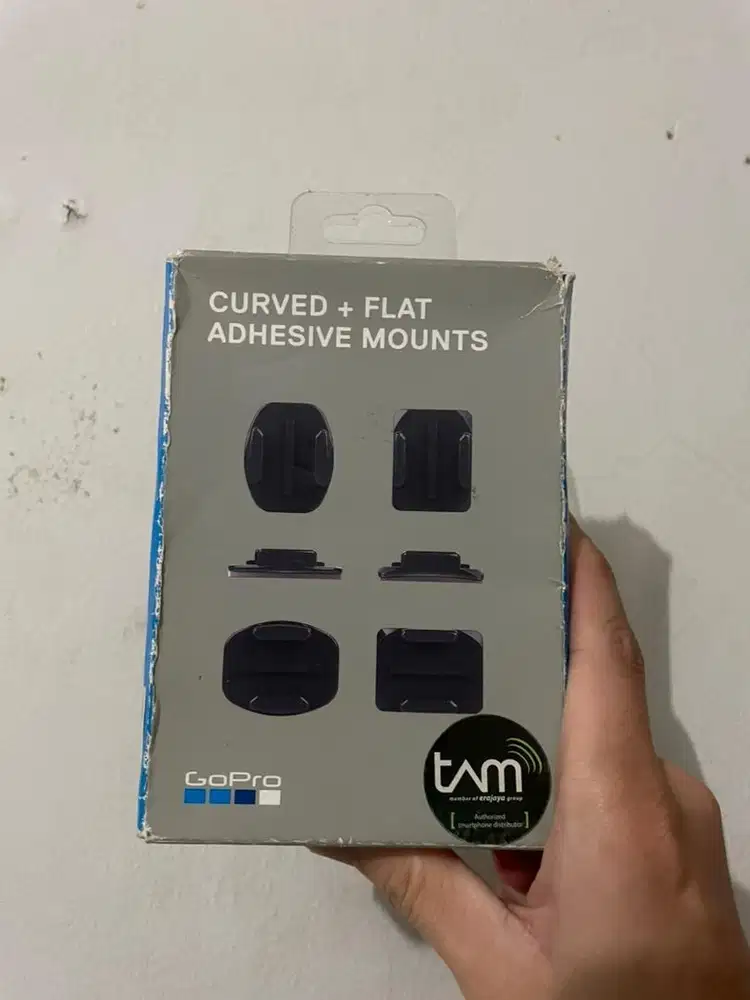 CURVED + FLAT
ADHESIVE MOUNTS
GoPro
tam
member of erajaya group
Authorized
smartphone distributor